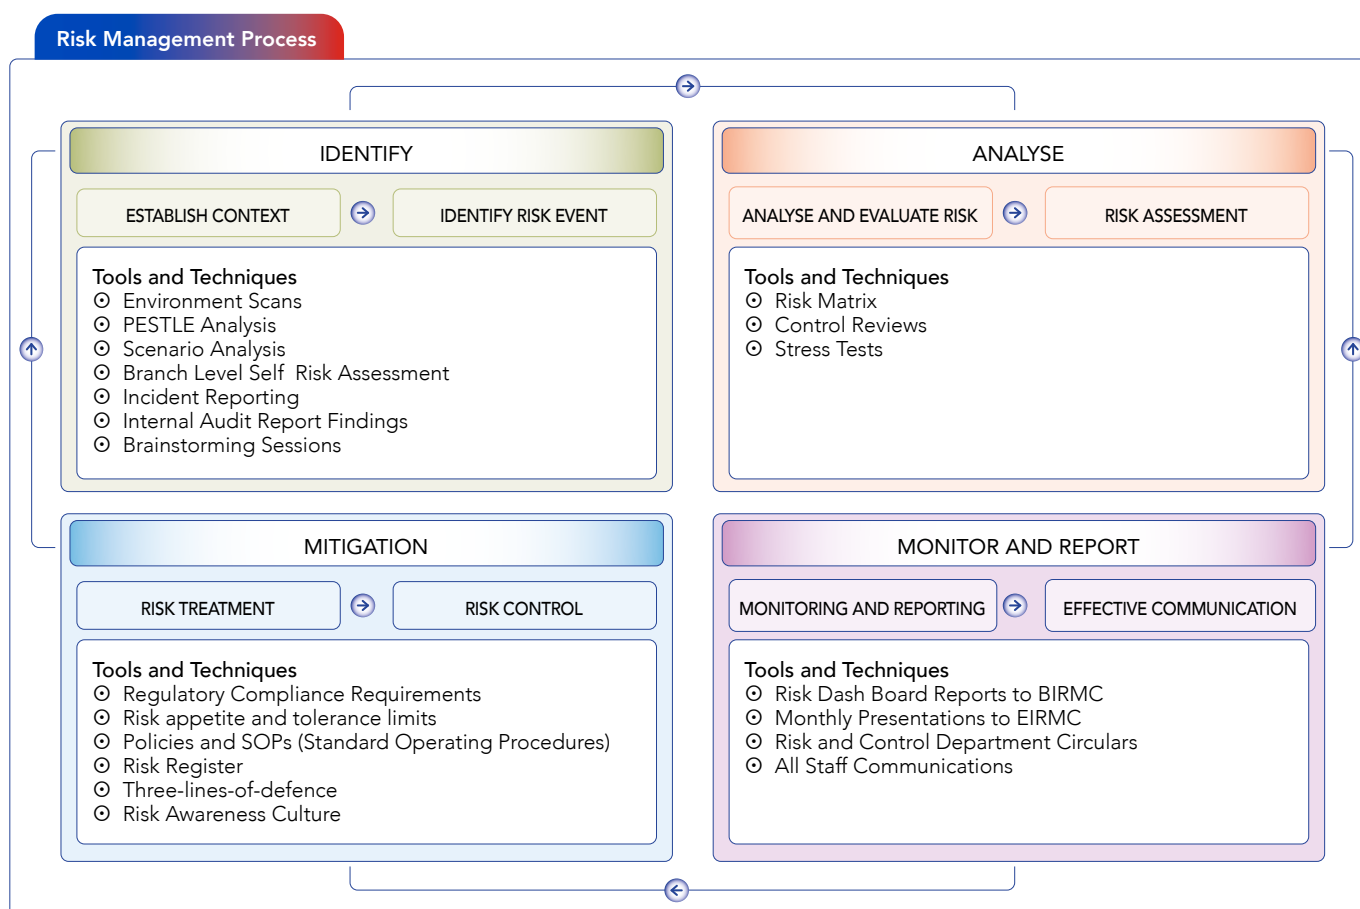 Risk Management Process
IDENTIFY
ESTABLISH CONTEXT
IDENTIFY RISK EVENT
Tools and Techniques
Environment Scans
PESTLE Analysis
Scenario Analysis
Branch Level Self Risk Assessment
Incident Reporting
Internal Audit Report Findings
Brainstorming Sessions
ANALYSE
ANALYSE AND EVALUATE RISK
RISK ASSESSMENT
Tools and Techniques
Risk Matrix
Control Reviews
Stress Tests
MITIGATION
RISK TREATMENT
RISK CONTROL
Tools and Techniques
Regulatory Compliance Requirements
Risk appetite and tolerance limits
Policies and SOPs (Standard Operating Procedures)
Risk Register
Three-lines-of-defence
Risk Awareness Culture
MONITOR AND REPORT
MONITORING AND REPORTING
EFFECTIVE COMMUNICATION
Tools and Techniques
Risk Dash Board Reports to BIRMC
Monthly Presentations to EIRMC
Risk and Control Department Circulars
All Staff Communications